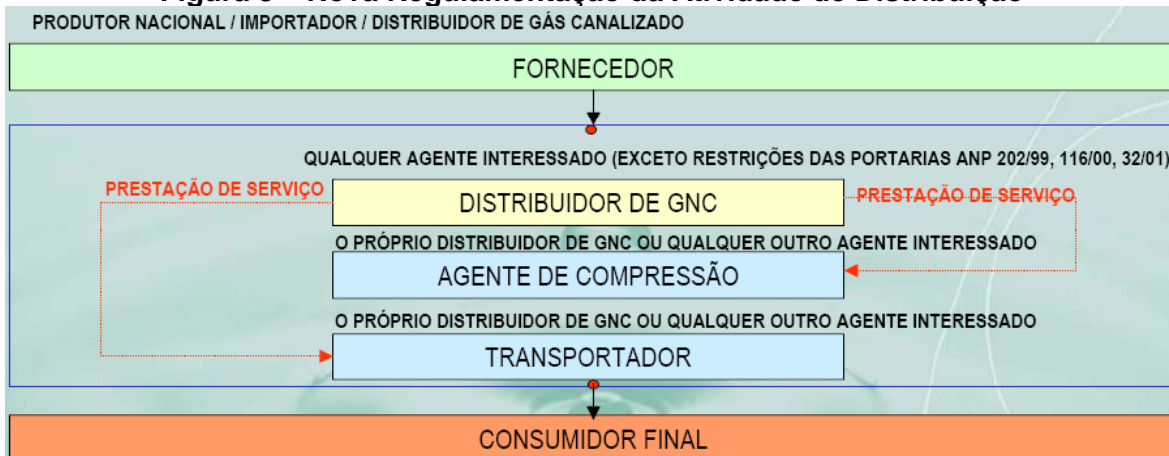 PRODUTOR NACIONAL / IMPORTADOR / DISTRIBUIDOR DE GÁS CANALIZADO
FORNECEDOR
QUALQUER AGENTE INTERESSADO (EXCETO RESTRIÇÕES DAS PORTARIAS ANP 202/99, 116/00, 32/01)
PRESTAÇÃO DE SERVIÇO
DISTRIBUIDOR DE GNC
PRESTAÇÃO DE SERVIÇO
O PRÓPRIO DISTRIBUIDOR DE GNC OU QUALQUER OUTRO AGENTE INTERESSADO
AGENTE DE COMPRESSÃO
O PRÓPRIO DISTRIBUIDOR DE GNC OU QUALQUER OUTRO AGENTE INTERESSADO
TRANSPORTADOR
CONSUMIDOR FINAL